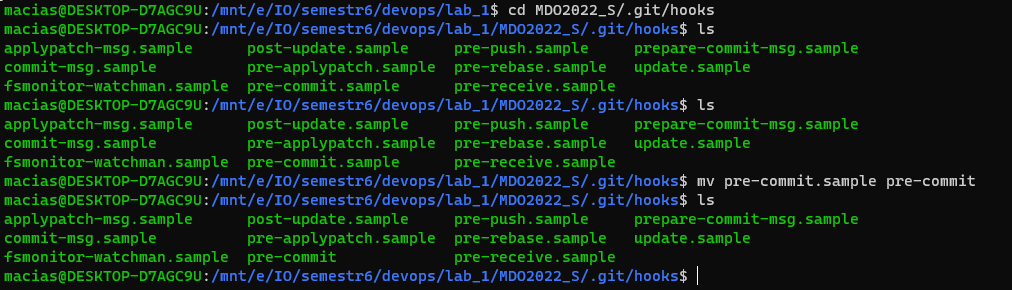 macias@DESKTOP-D7AGC9U:/mnt/e/IO/semestr6/devops/lab_1$ cd MDO2022_S/.git/hooks
macias@DESKTOP-D7AGC9U:/mnt/e/IO/semestr6/devops/lab_1/MDO2022_S/.git/hooks$ ls
applypatch-msg.sample      post-update.sample     pre-push.sample     prepare-commit-msg.sample
commit-msg.sample          pre-applypatch.sample  pre-rebase.sample   update.sample
fsmonitor-watchman.sample  pre-commit.sample      pre-receive.sample
macias@DESKTOP-D7AGC9U:/mnt/e/IO/semestr6/devops/lab_1/MDO2022_S/.git/hooks$ ls
applypatch-msg.sample      post-update.sample     pre-push.sample     prepare-commit-msg.sample
commit-msg.sample          pre-applypatch.sample  pre-rebase.sample   update.sample
fsmonitor-watchman.sample  pre-commit.sample      pre-receive.sample
macias@DESKTOP-D7AGC9U:/mnt/e/IO/semestr6/devops/lab_1/MDO2022_S/.git/hooks$ mv pre-commit.sample pre-commit
macias@DESKTOP-D7AGC9U:/mnt/e/IO/semestr6/devops/lab_1/MDO2022_S/.git/hooks$ ls
applypatch-msg.sample      post-update.sample     pre-push.sample     prepare-commit-msg.sample
commit-msg.sample          pre-applypatch.sample  pre-rebase.sample   update.sample
fsmonitor-watchman.sample  pre-commit             pre-receive.sample
macias@DESKTOP-D7AGC9U:/mnt/e/IO/semestr6/devops/lab_1/MDO2022_S/.git/hooks$